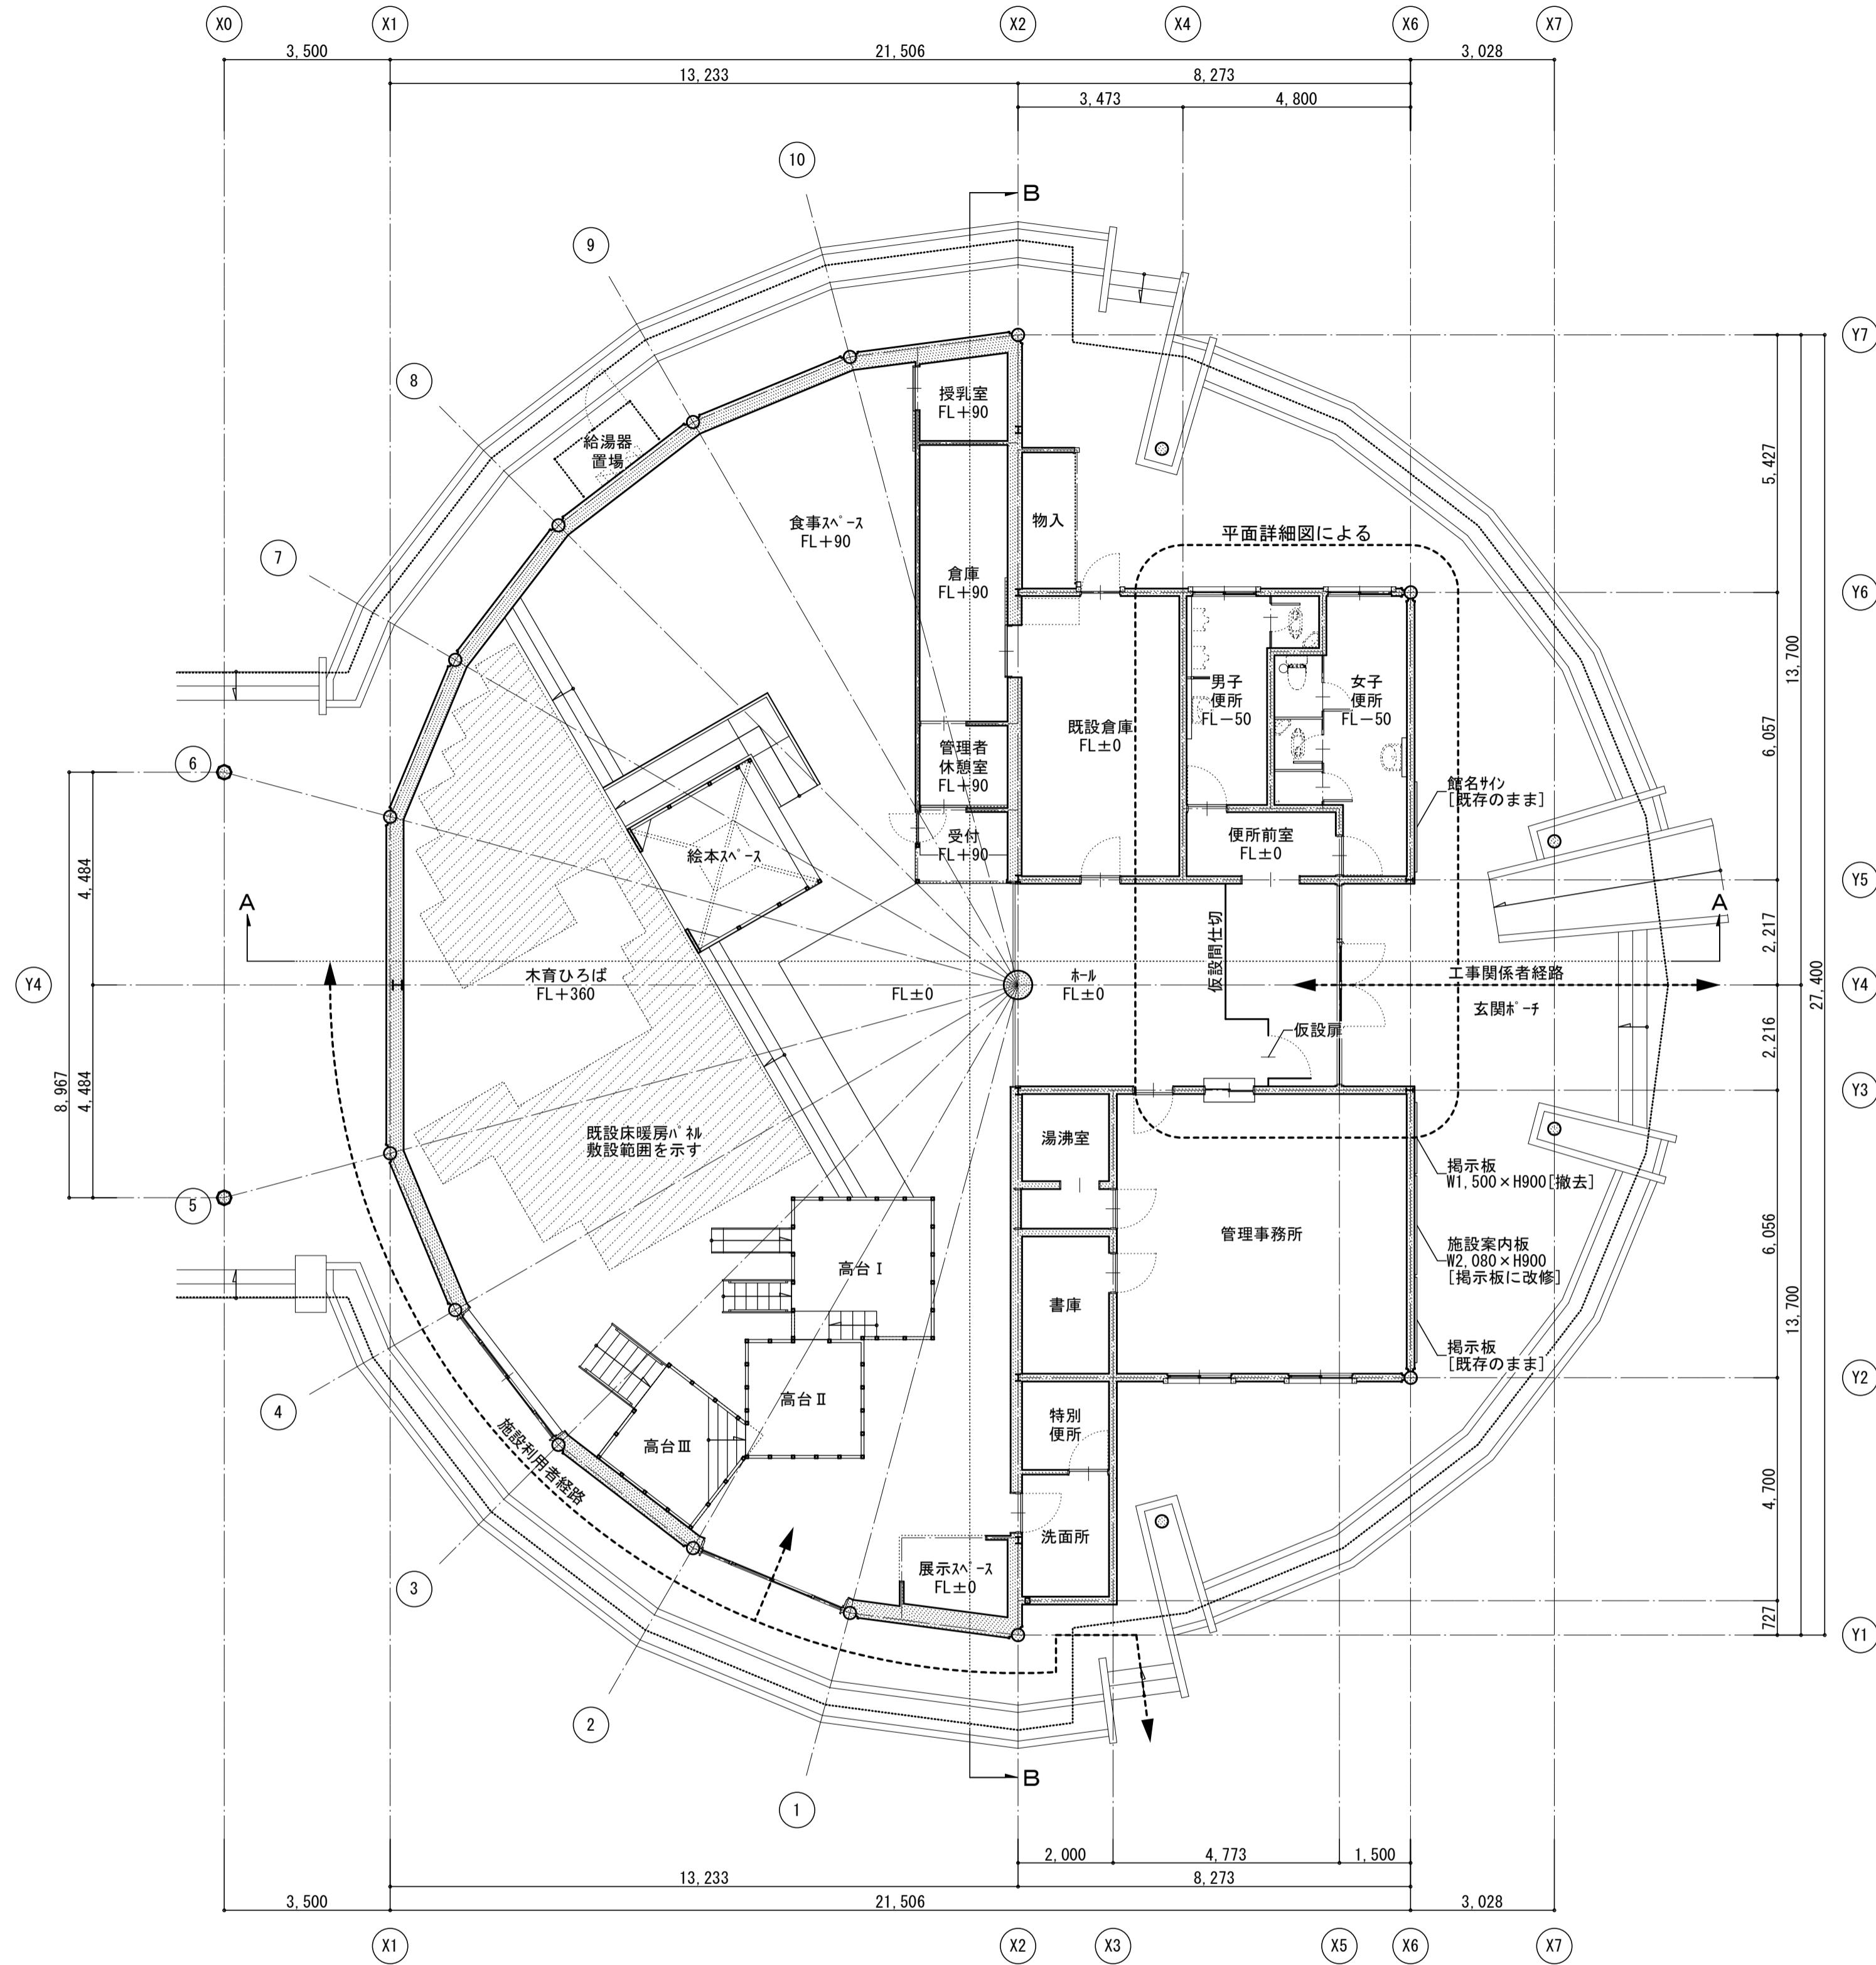 X0
X1
X2
X4
X6
X7
3,500
21,506
3,028
13,233
8,273
3,473
4,800
10
B
9
Y7
8
授乳室
FL+90
給湯器
置場
5,427
食事ｽﾍﾟｰｽ
FL+90
物入
平面詳細図による
7
倉庫
FL+90
Y6
13,700
男子
便所
FL－50
女子
便所
FL－50
既設倉庫
FL±0
6,057
管理者
休憩室
FL+90
6
館名ｻｲﾝ
[既存のまま]
受付
FL+90
便所前室
FL±0
絵本ｽﾍﾟｰｽ
4,484
Y5
A
A
仮設間仕切
2,217
木育ひろば
FL+360
ﾎｰﾙ
FL±0
FL±0
工事関係者経路
Y4
Y4
27,400
玄関ﾎﾟｰﾁ
仮設扉
2,216
8,967
4,484
Y3
既設床暖房ﾊﾟﾈﾙ
敷設範囲を示す
湯沸室
掲示板
W1,500×H900[撤去]
5
管理事務所
6,056
施設案内板
W2,080×H900
[掲示板に改修]
高台Ⅰ
書庫
13,700
掲示板
[既存のまま]
Y2
4
高台Ⅱ
特別
便所
高台Ⅲ
施設利用者経路
4,700
洗面所
3
展示ｽﾍﾟｰｽ
FL±0
727
Y1
2
B
1
2,000
4,773
1,500
13,233
8,273
3,500
21,506
3,028
X1
X2
X3
X5
X6
X7